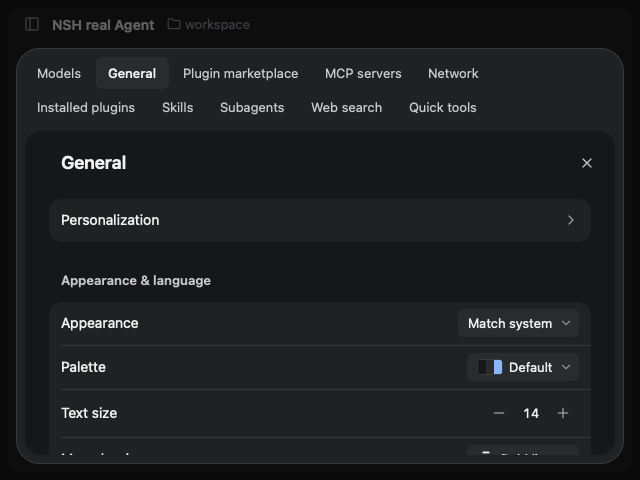 NSH real Agent workspace
Models General Plugin marketplace MCP servers Network
Installed plugins Skills Subagents Web search Quick tools
General
Personalization
Appearance & language
Appearance Match system
Palette Default
Text size 14